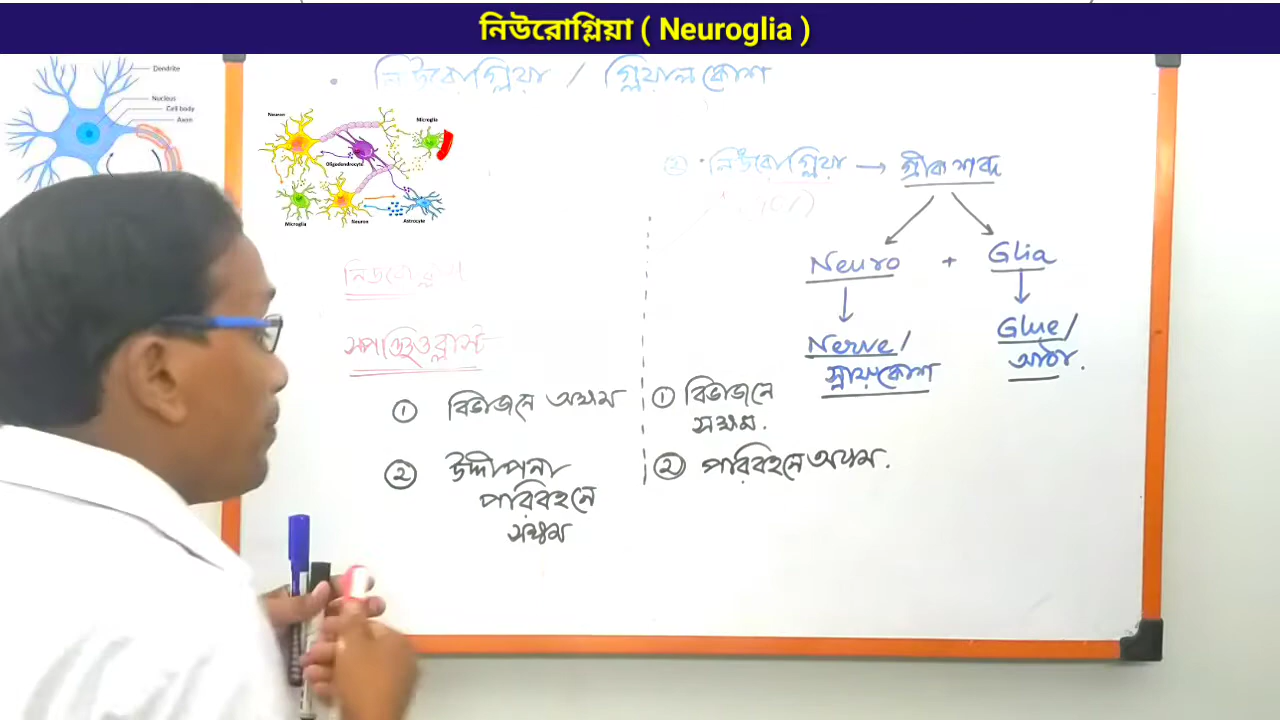 নিউরোগ্লিয়া ( Neuroglia )
Dendrite
Nucleus
Cell body
Axon
• নিউরোগ্লিয়া / গ্লিয়াল কোশ
Neuron
Microglia
Oligodendrocyte
Microglia
Neuron
Astrocyte
নিউরোগ্লিয়া → গ্রীক শব্দ
Neuro + Glia
Nerve/
স্নায়ুকোশ
Glue/
আঠা.
① বিভাজনে অক্ষম
② উদ্দীপনা
পরিবহনে
সক্ষম
① বিভাজনে
সক্ষম.
② পরিবহনে অক্ষম.